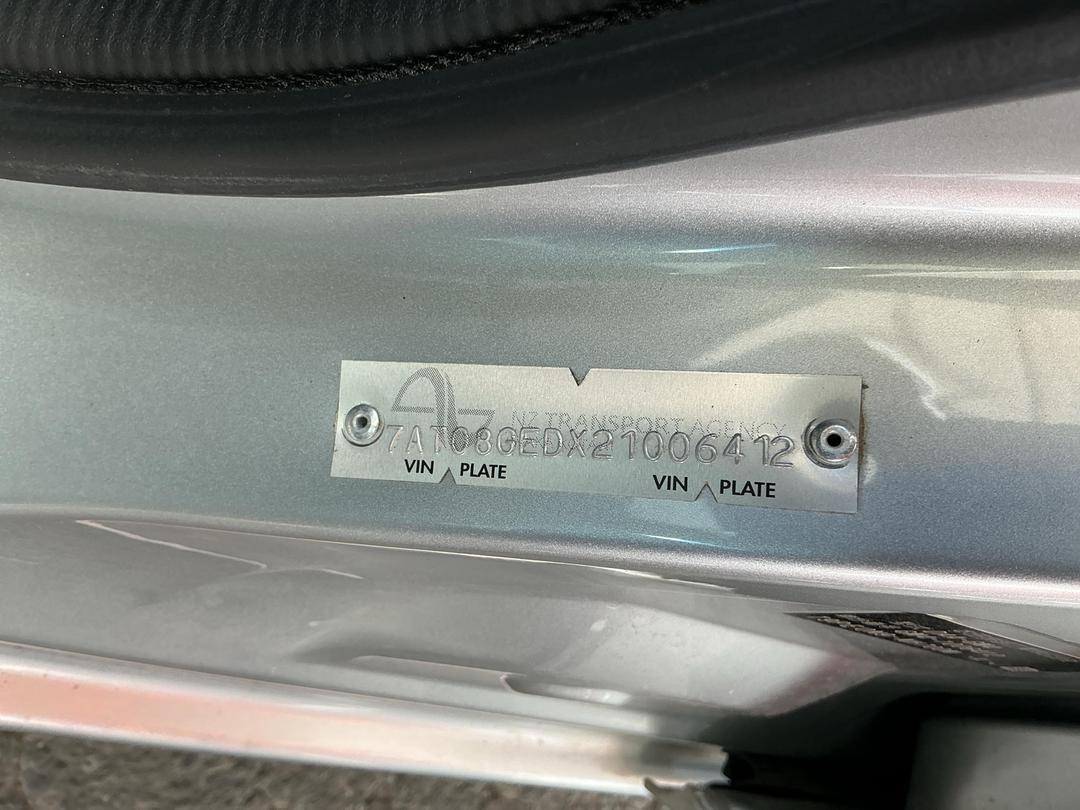 NZ TRANSPORT AGENCY
7AT08GEDX21006412
VIN PLATE VIN PLATE